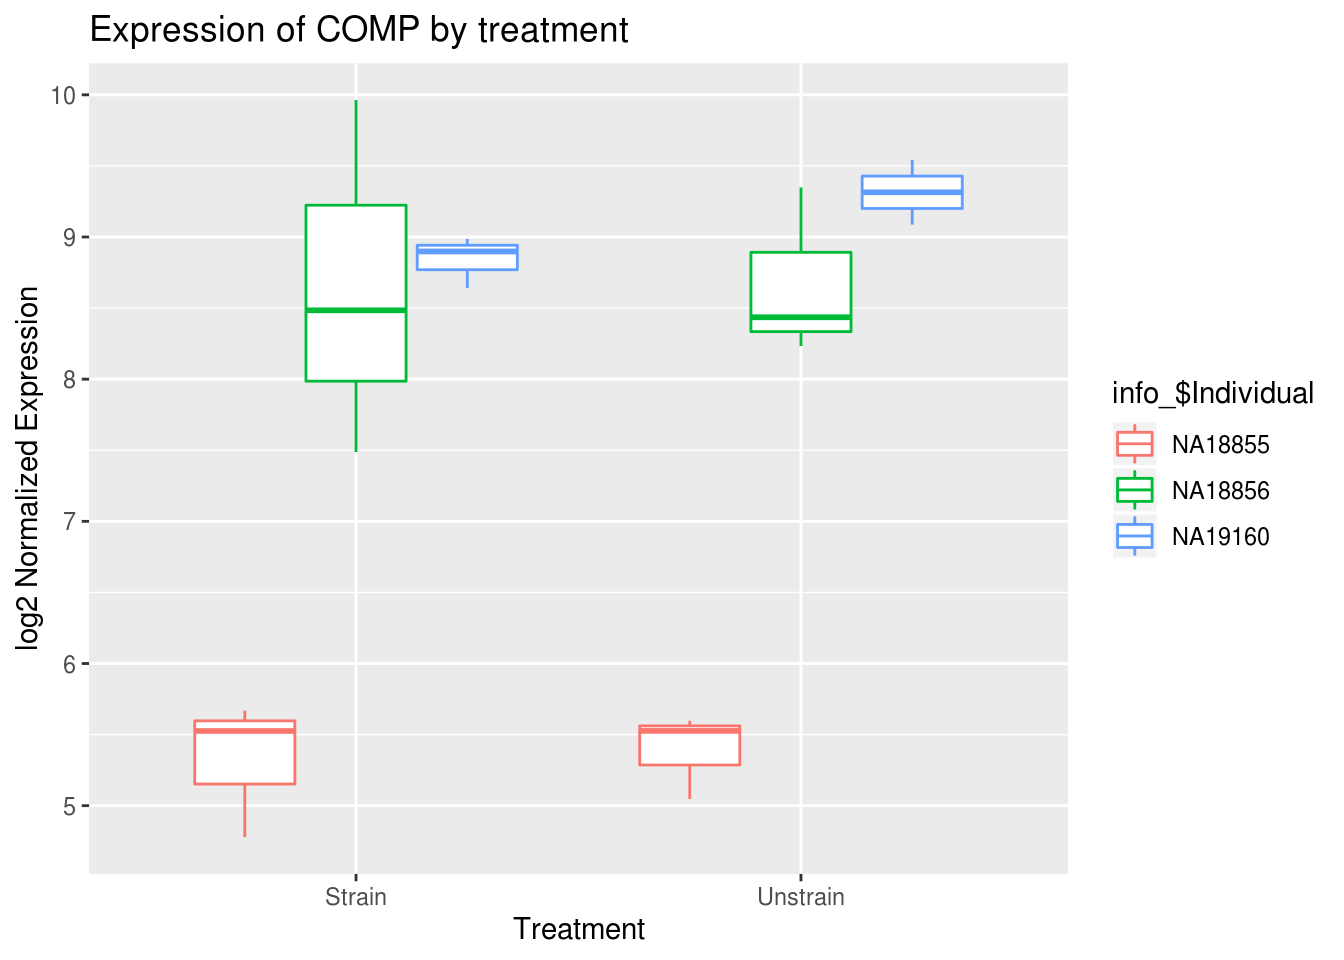 Expression of COMP by treatment
10
9
8
7
6
5
log2 Normalized Expression
Strain
Unstrain
Treatment
info_$Individual
NA18855
NA18856
NA19160